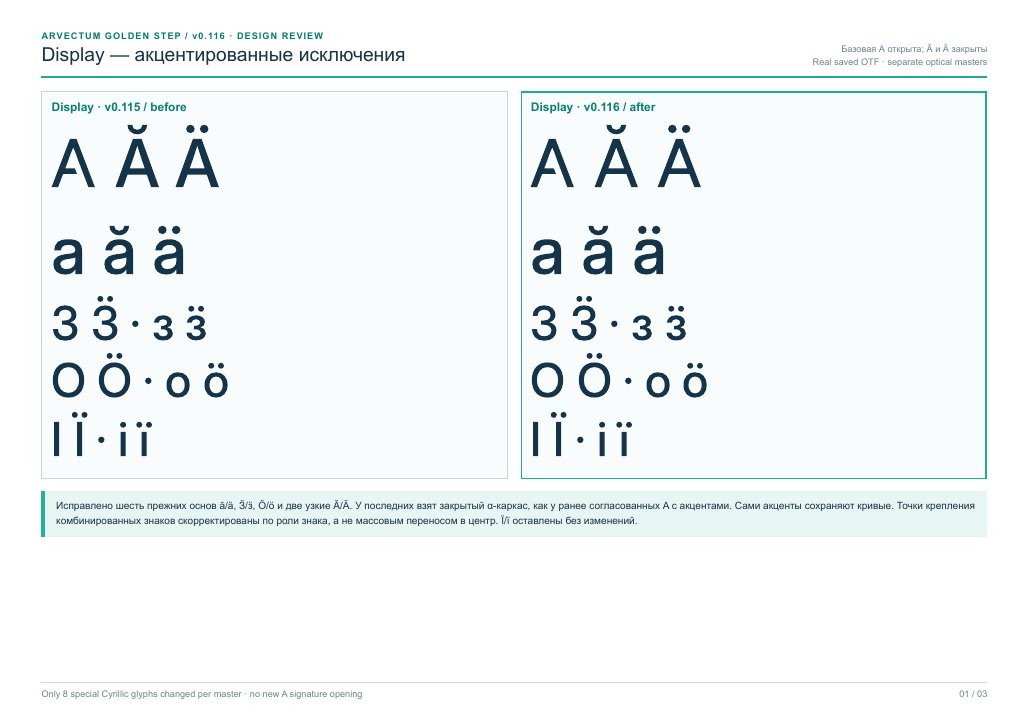 ARVECTUM GOLDEN STEP / v0.116 · DESIGN REVIEW
Display — акцентированные исключения
Базовая А открыта; Ӑ и Ӓ закрыты
Real saved OTF · separate optical masters
Display · v0.115 / before
А Ӑ Ӓ
а ӑ ӓ
З Ӟ · з ӟ
О Ӧ · о ӧ
І Ї · і ї
Display · v0.116 / after
А Ӑ Ӓ
а ӑ ӓ
З Ӟ · з ӟ
О Ӧ · о ӧ
І Ї · і ї
Исправлено шесть прежних основ ӑ/ӓ, Ӟ/ӟ, Ӧ/ӧ и две узкие Ӑ/Ӓ. У последних взят закрытый α-каркас, как у ранее согласованных А с акцентами. Сами акценты сохраняют кривые. Точки крепления
комбинированных знаков скорректированы по роли знака, а не массовым переносом в центр. Ї/ї оставлены без изменений.
Only 8 special Cyrillic glyphs changed per master · no new A signature opening
01 / 03